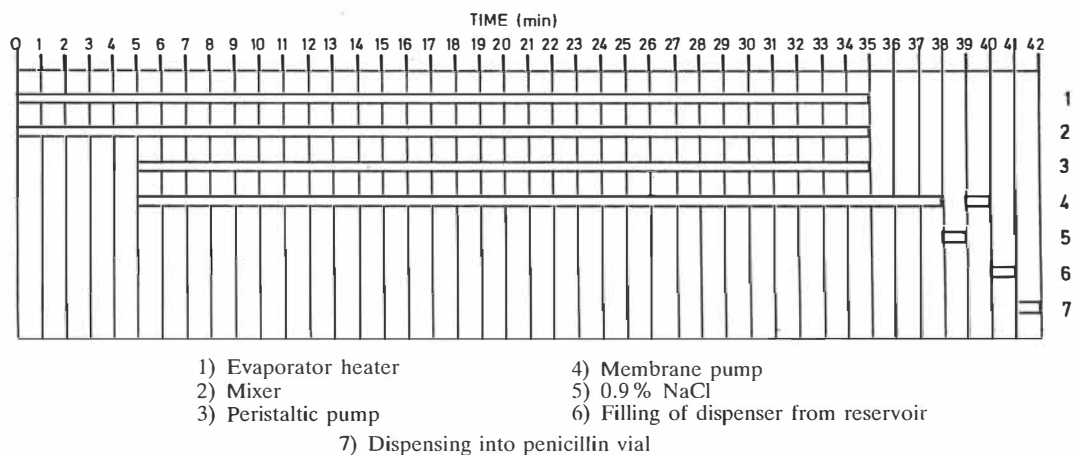 TIME (min)
0 1 2 3 4 5 6 7 8 9 10 11 12 13 14 15 16 17 18 19 20 21 22 23 24 25 26 27 28 29 30 31 32 33 34 35 36 37 38 39 40 41 42
1
2
3
4
5
6
7
1) Evaporator heater
2) Mixer
3) Peristaltic pump
4) Membrane pump
5) 0.9% NaCl
6) Filling of dispenser from reservoir
7) Dispensing into penicillin vial